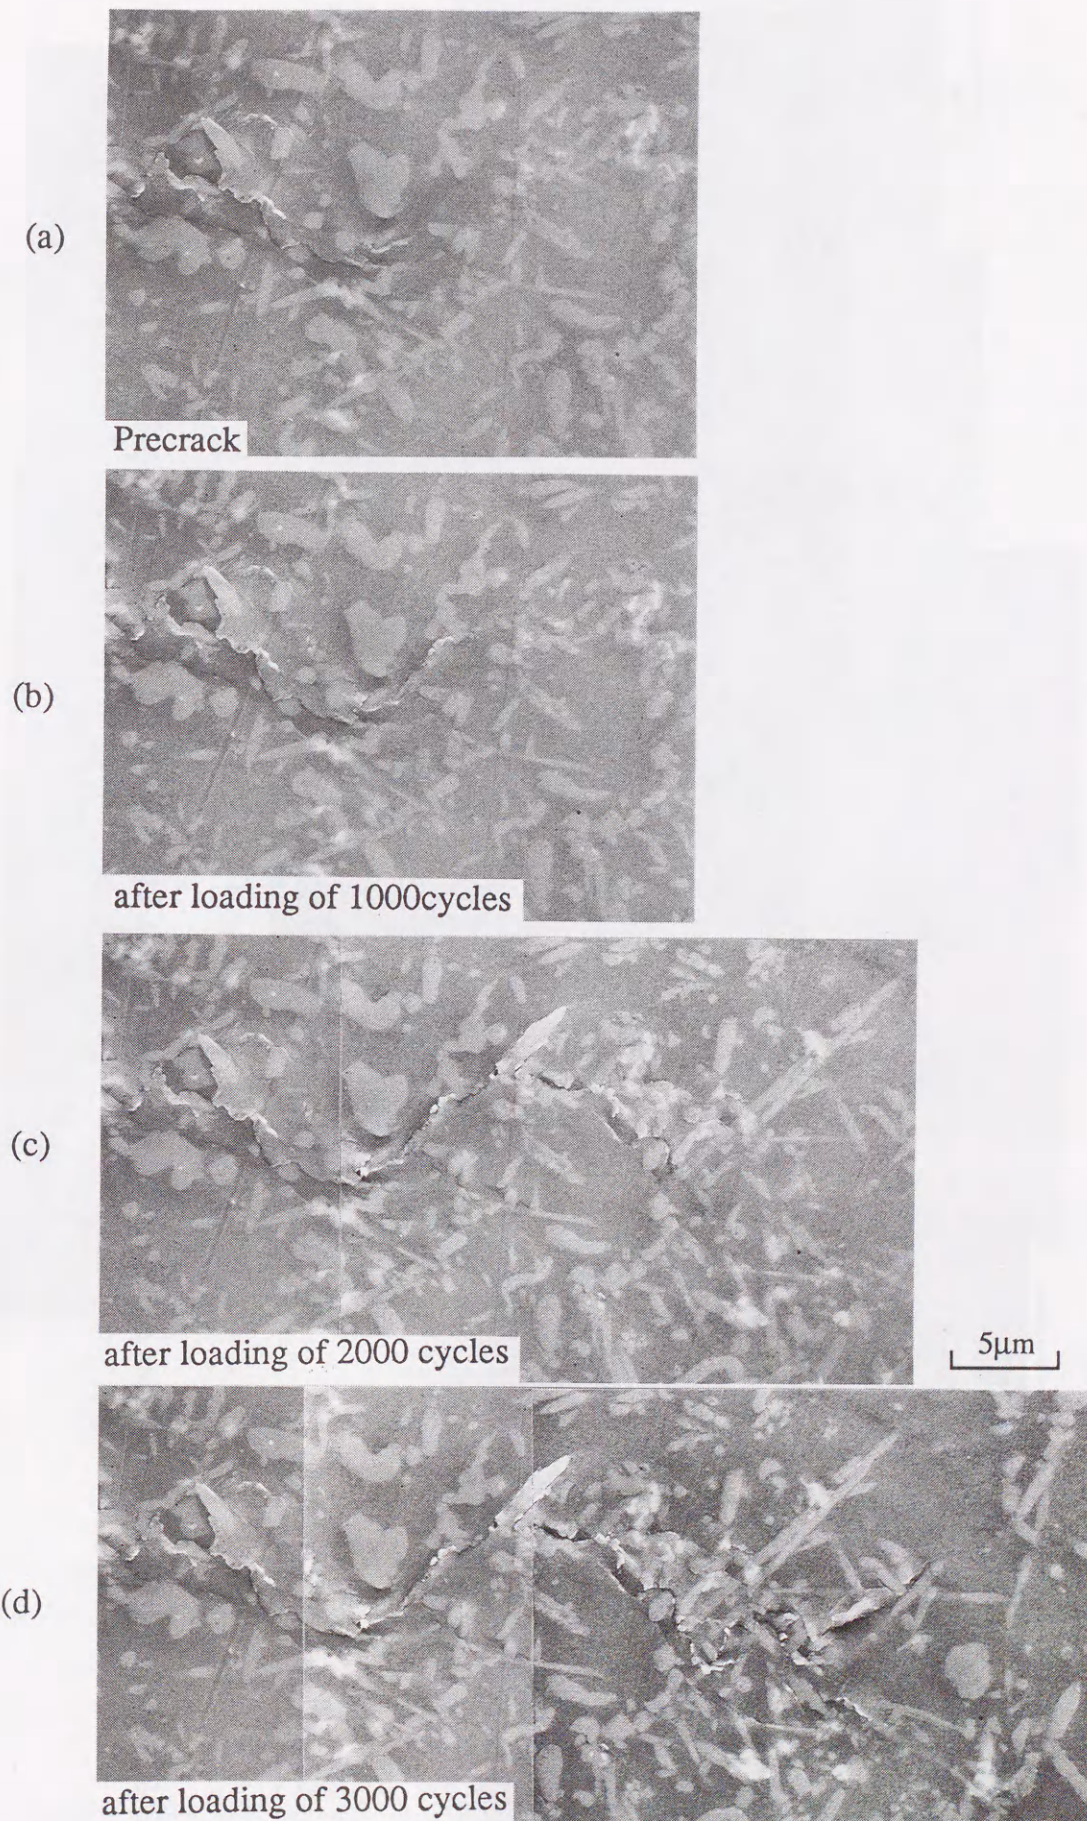 (a)
Precrack
(b)
after loading of 1000cycles
(c)
after loading of 2000 cycles
5μm
(d)
after loading of 3000 cycles